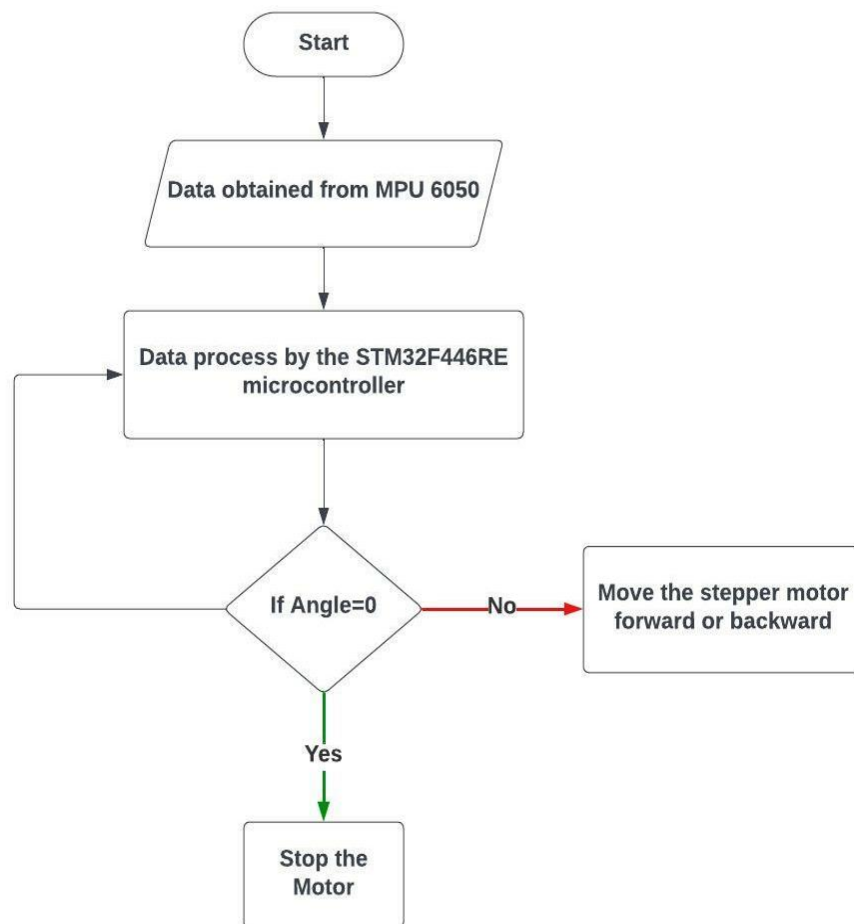 Start
Data obtained from MPU 6050
Data process by the STM32F446RE
microcontroller
If Angle=0
No
Move the stepper motor
forward or backward
Yes
Stop the
Motor